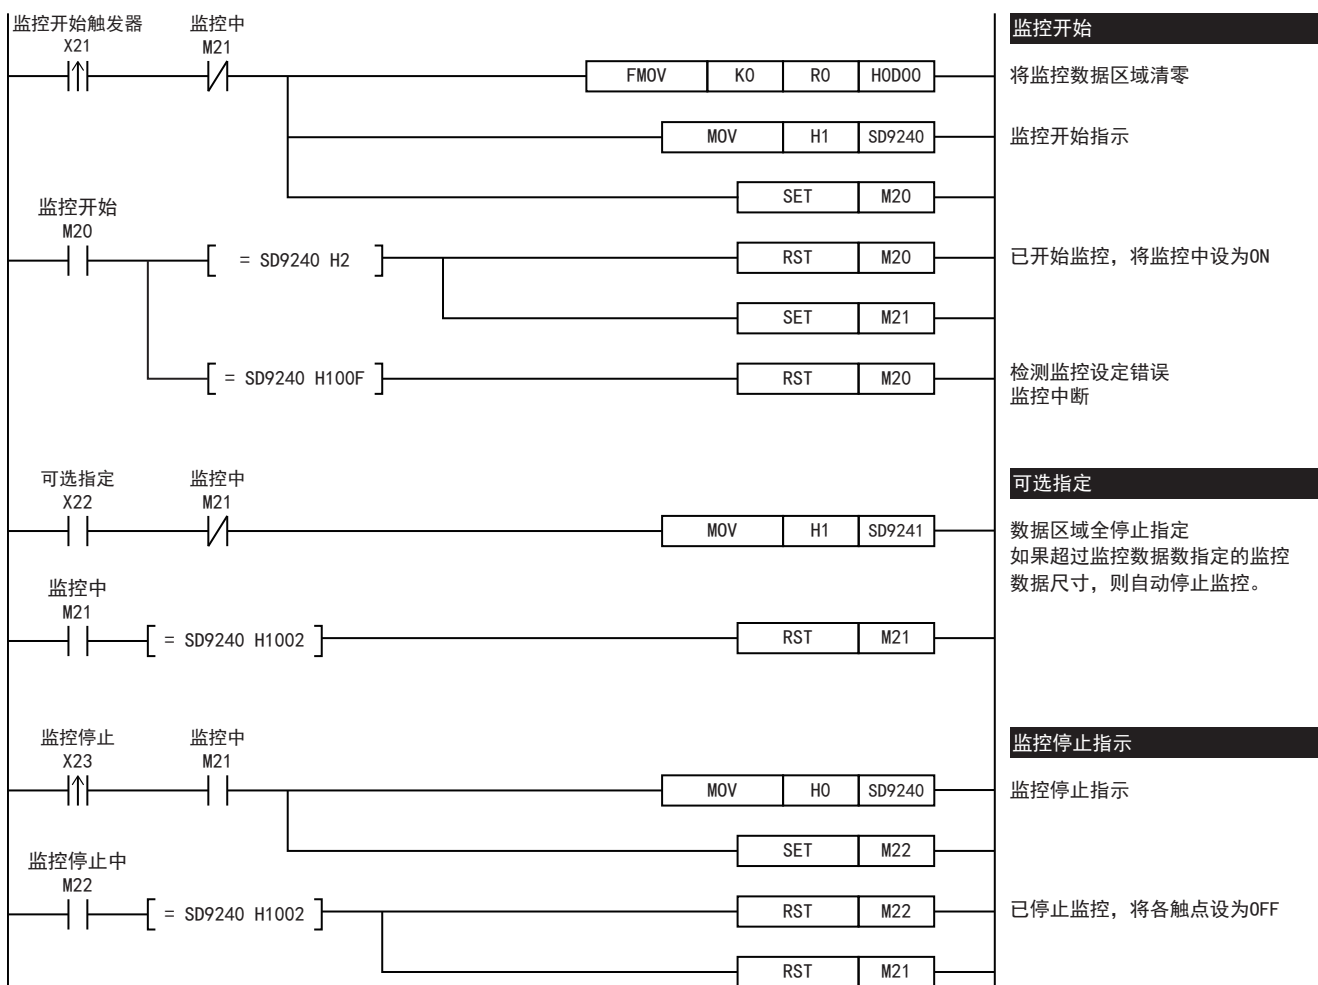 监控开始触发器 监控中 监控开始
X21 M21
FMOV K0 R0 H0D00 将监控数据区域清零
MOV H1 SD9240 监控开始指示
SET M20
监控开始
M20
= SD9240 H2 RST M20 已开始监控，将监控中设为ON
SET M21
= SD9240 H100F RST M20 检测监控设定错误
监控中断
可选指定 监控中 可选指定
X22 M21
MOV H1 SD9241 数据区域全停止指定
如果超过监控数据数指定的监控
数据尺寸，则自动停止监控。
监控中
M21
= SD9240 H1002 RST M21
监控停止 监控中 监控停止指示
X23 M21
MOV H0 SD9240 监控停止指示
SET M22
监控停止中
M22
= SD9240 H1002 RST M22 已停止监控，将各触点设为OFF
RST M21